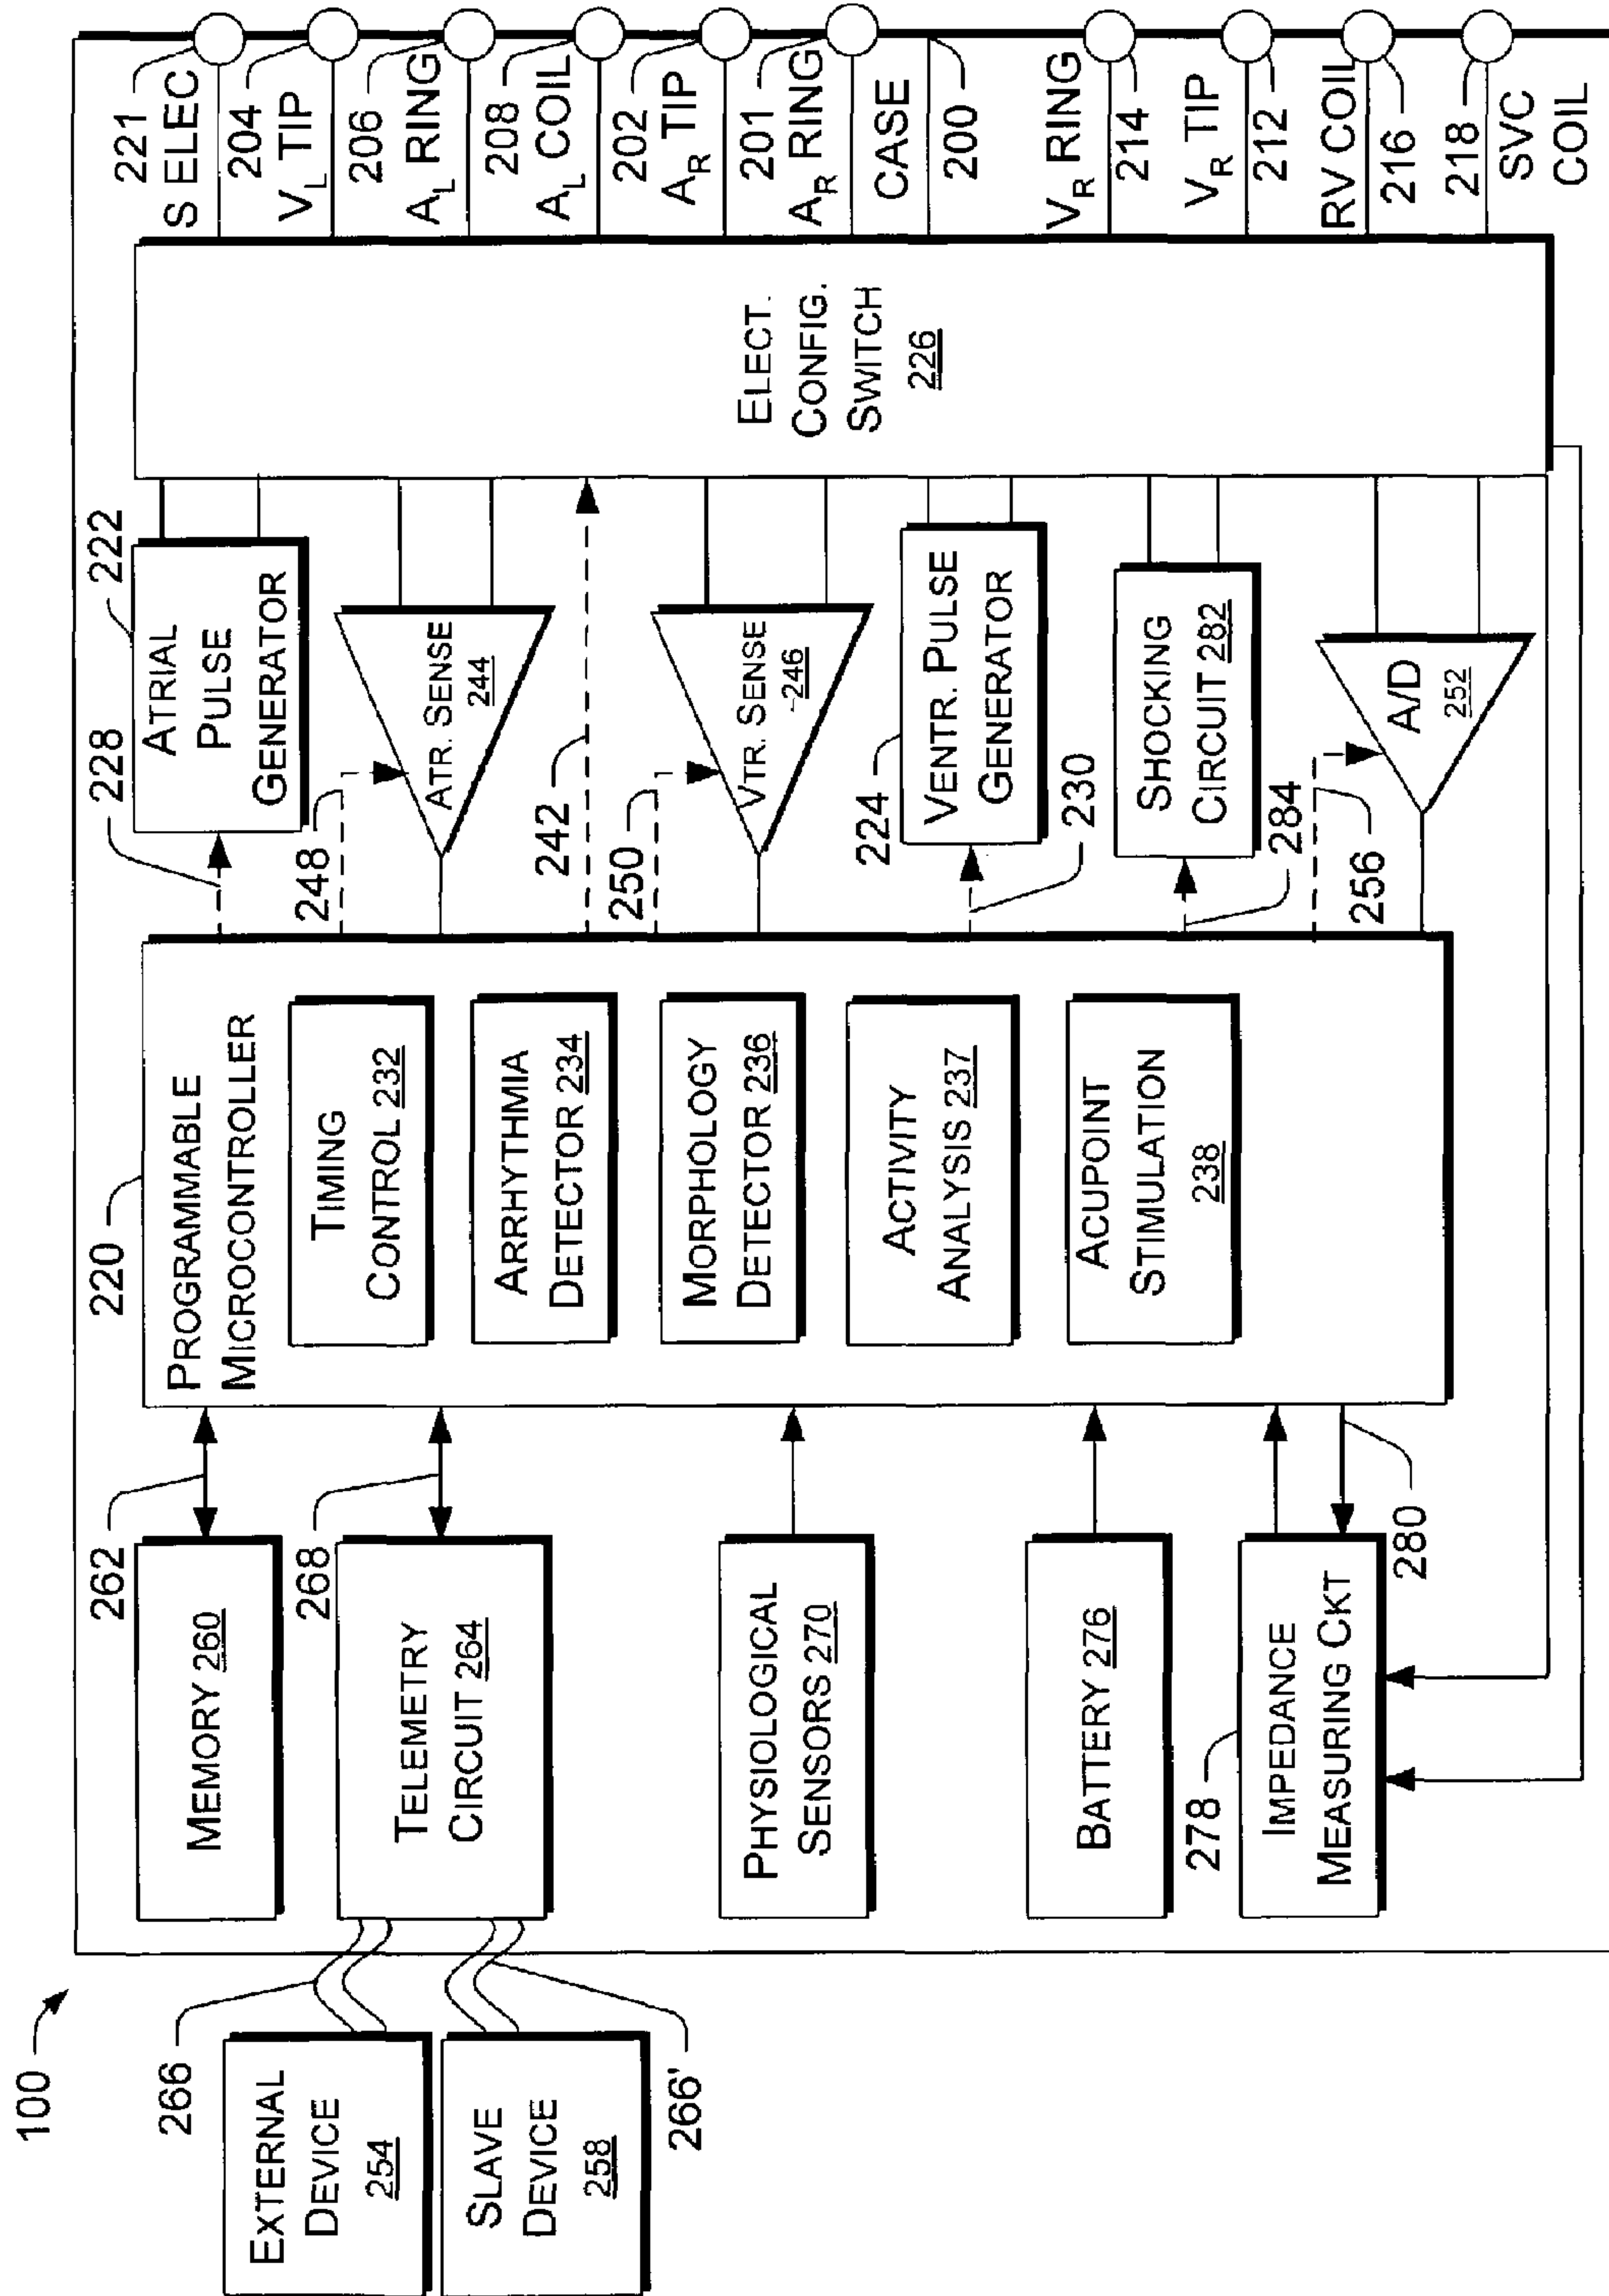 100
EXTERNAL
DEVICE
254
SLAVE
DEVICE
258
266
266'
MEMORY 260
262
TELEMETRY
CIRCUIT 264
268
PHYSIOLOGICAL
SENSORS 270
BATTERY 276
278
IMPEDANCE
MEASURING CKT
280
220
PROGRAMMABLE
MICROCONTROLLER
TIMING
CONTROL 232
ARRHYTHMIA
DETECTOR 234
MORPHOLOGY
DETECTOR 236
ACTIVITY
ANALYSIS 237
ACUPOINT
STIMULATION
238
228
222
ATRIAL
PULSE
GENERATOR
248
ATR. SENSE
244
242
250
VTR. SENSE
246
224
VENTR. PULSE
GENERATOR
230
SHOCKING
CIRCUIT 282
284
256
A/D
252
ELECT.
CONFIG.
SWITCH
226
221
S ELEC
204
VL TIP
206
AL RING
208
AL COIL
202
AR TIP
201
AR RING
CASE
200
VR RING
214
VR TIP
212
RV COIL
216
218
SVC
COIL